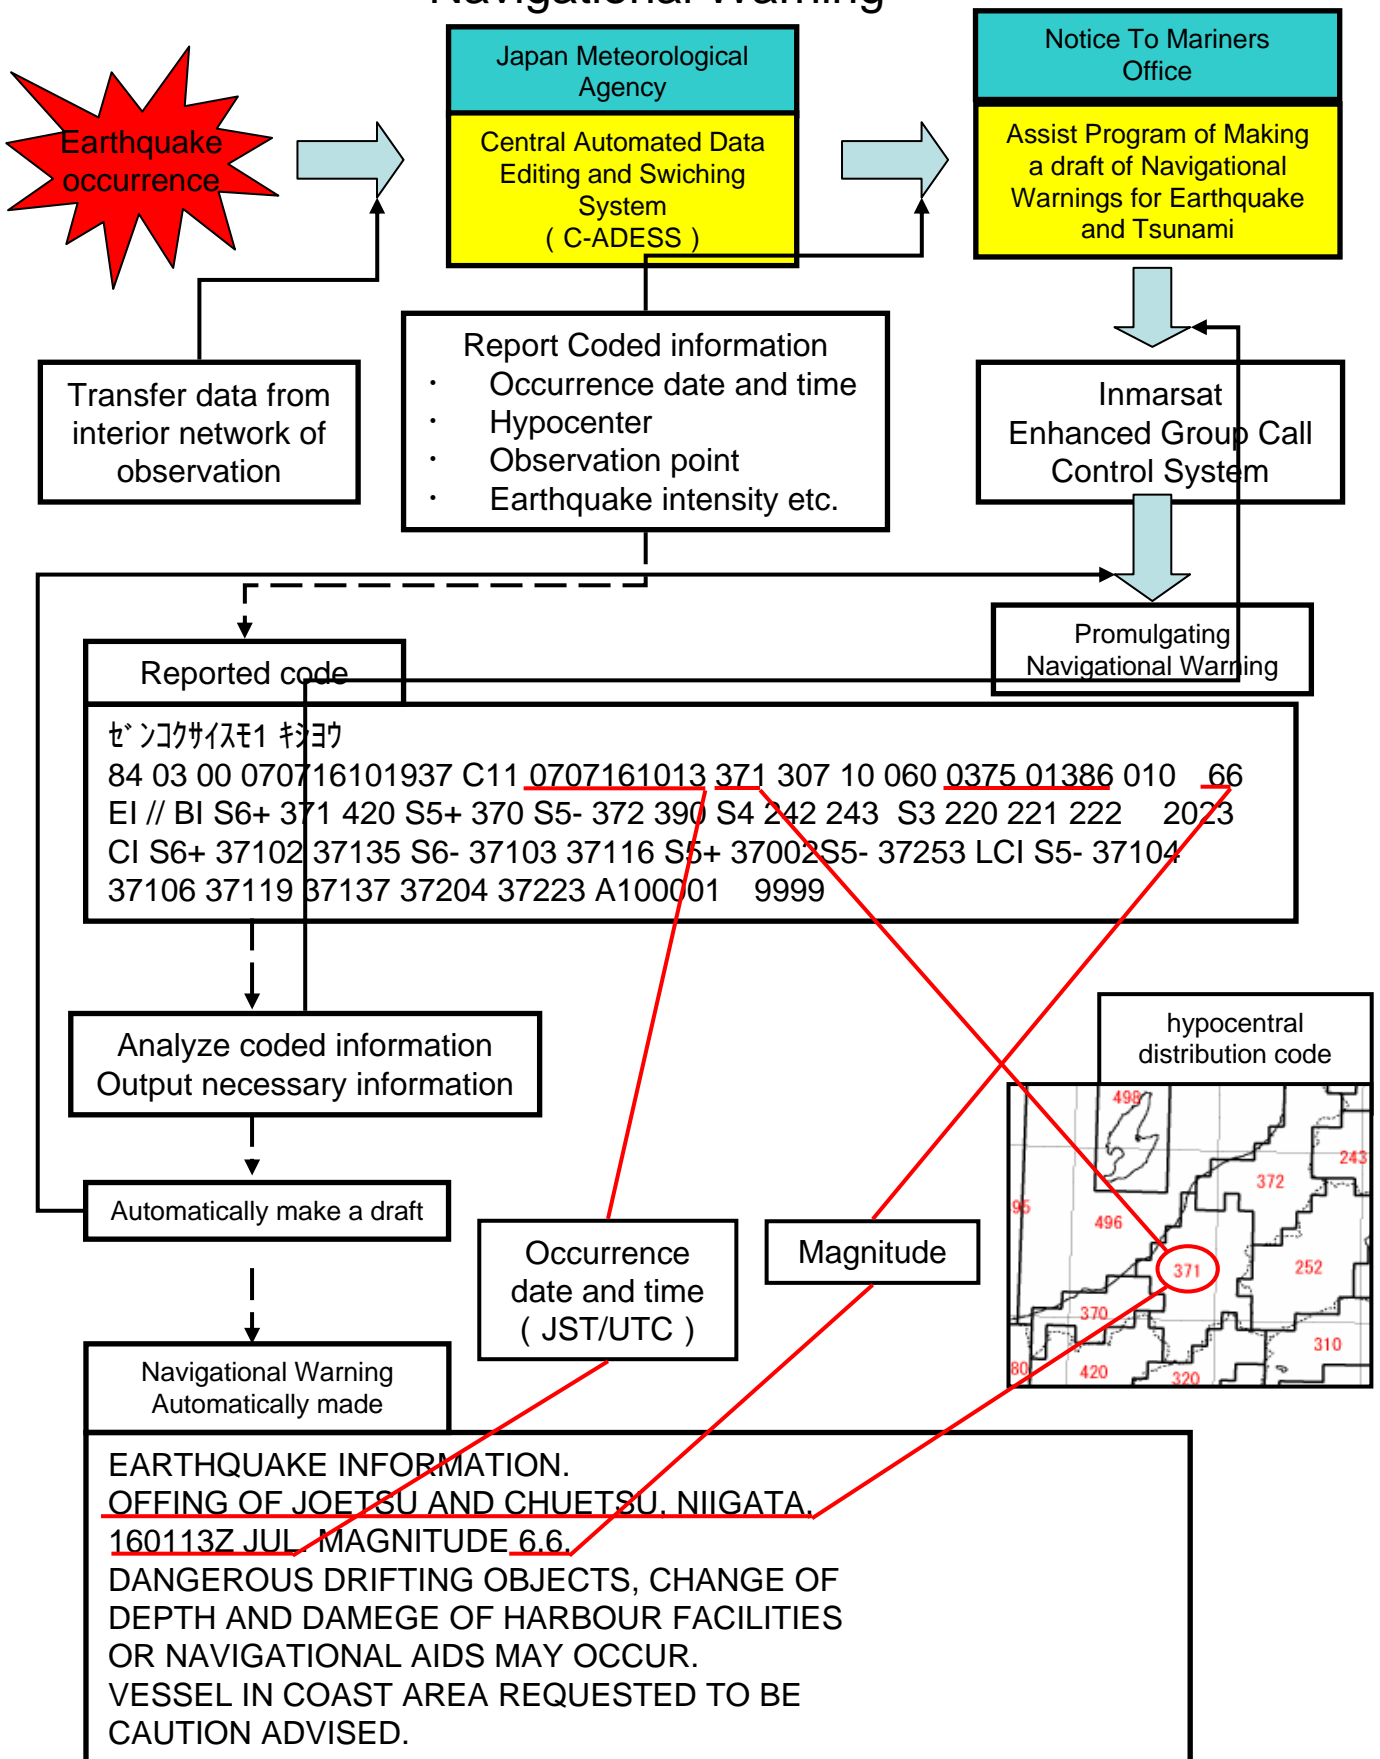 Navigational Warning
Earthquake
occurrence
Japan Meteorological
Agency
Central Automated Data
Editing and Swiching
System
( C-ADESS )
Notice To Mariners
Office
Assist Program of Making
a draft of Navigational
Warnings for Earthquake
and Tsunami
Transfer data from
interior network of
observation
Report Coded information
・ Occurrence date and time
・ Hypocenter
・ Observation point
・ Earthquake intensity etc.
Inmarsat
Enhanced Group Call
Control System
Promulgating
Navigational Warning
Reported code
ｾﾞﾝｺｸｻｲｽﾓ1 ｷｼﾖｳ
84 03 00 070716101937 C11 0707161013 371 307 10 060 0375 01386 010 66
EI // BI S6+ 371 420 S5+ 370 S5- 372 390 S4 242 243 S3 220 221 222 2023
CI S6+ 37102 37135 S6- 37103 37116 S5+ 37002S5- 37253 LCI S5- 37104
37106 37119 37137 37204 37223 A100001 9999
Analyze coded information
Output necessary information
Automatically make a draft
hypocentral
distribution code
498
243
372
95
496
371
252
370
310
80
420
320
Occurrence
date and time
( JST/UTC )
Magnitude
Navigational Warning
Automatically made
EARTHQUAKE INFORMATION.
OFFING OF JOETSU AND CHUETSU, NIIGATA.
160113Z JUL. MAGNITUDE 6.6.
DANGEROUS DRIFTING OBJECTS, CHANGE OF
DEPTH AND DAMEGE OF HARBOUR FACILITIES
OR NAVIGATIONAL AIDS MAY OCCUR.
VESSEL IN COAST AREA REQUESTED TO BE
CAUTION ADVISED.